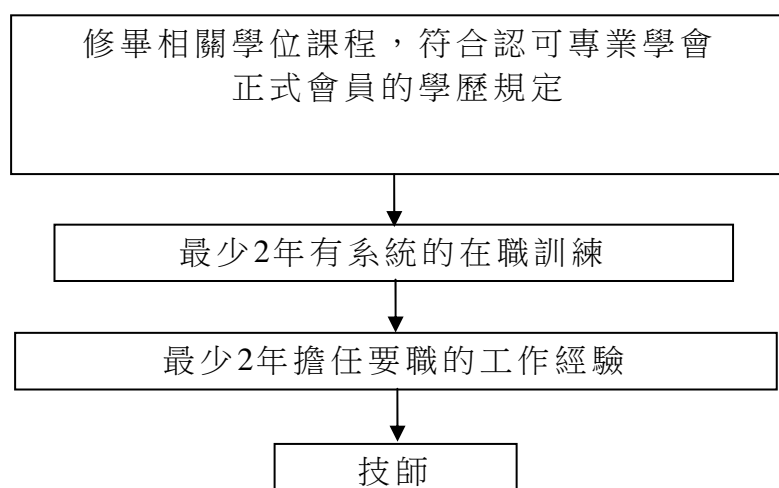 修畢相關學位課程，符合認可專業學會
正式會員的學歷規定
最少2年有系統的在職訓練
最少2年擔任要職的工作經驗
技師